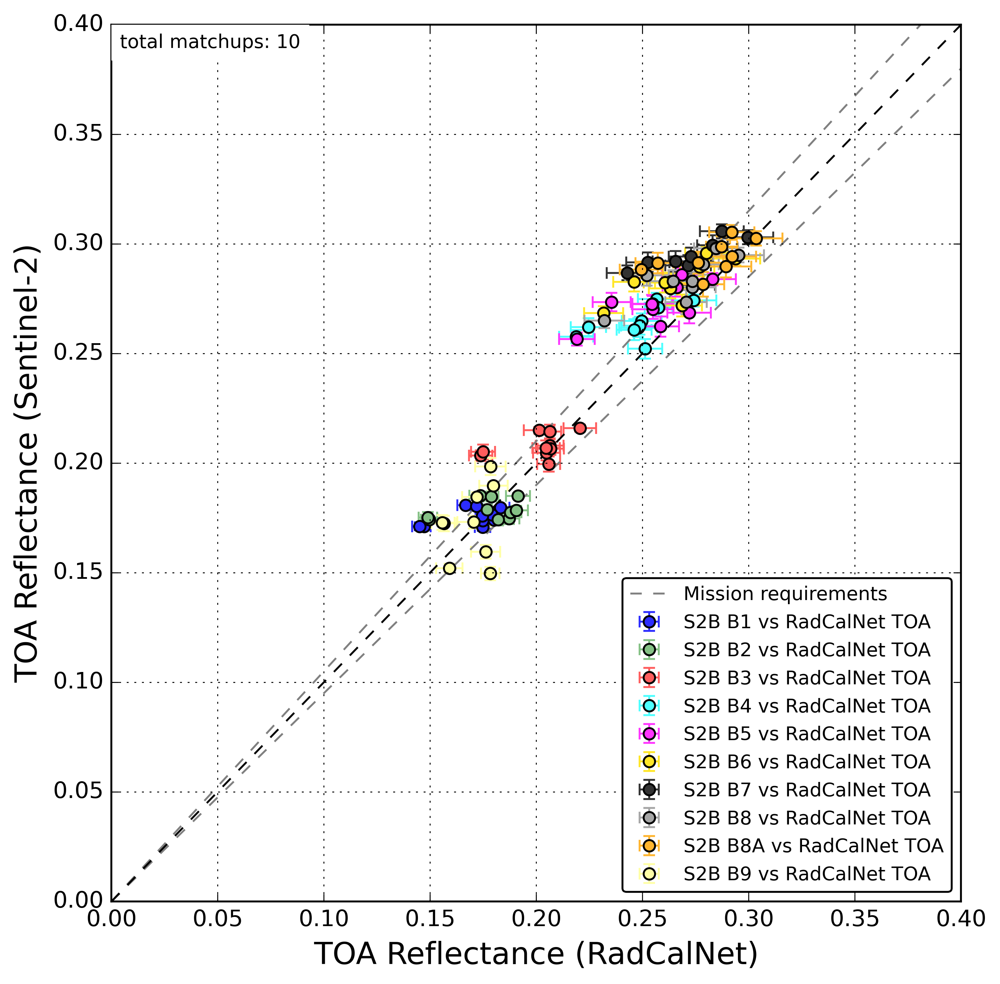 total matchups: 10
0.40
0.35
0.30
0.25
0.20
0.15
0.10
0.05
0.00
TOA Reflectance (Sentinel-2)
Mission requirements
S2B B1 vs RadCalNet TOA
S2B B2 vs RadCalNet TOA
S2B B3 vs RadCalNet TOA
S2B B4 vs RadCalNet TOA
S2B B5 vs RadCalNet TOA
S2B B6 vs RadCalNet TOA
S2B B7 vs RadCalNet TOA
S2B B8 vs RadCalNet TOA
S2B B8A vs RadCalNet TOA
S2B B9 vs RadCalNet TOA
0.00 0.05 0.10 0.15 0.20 0.25 0.30 0.35 0.40
TOA Reflectance (RadCalNet)